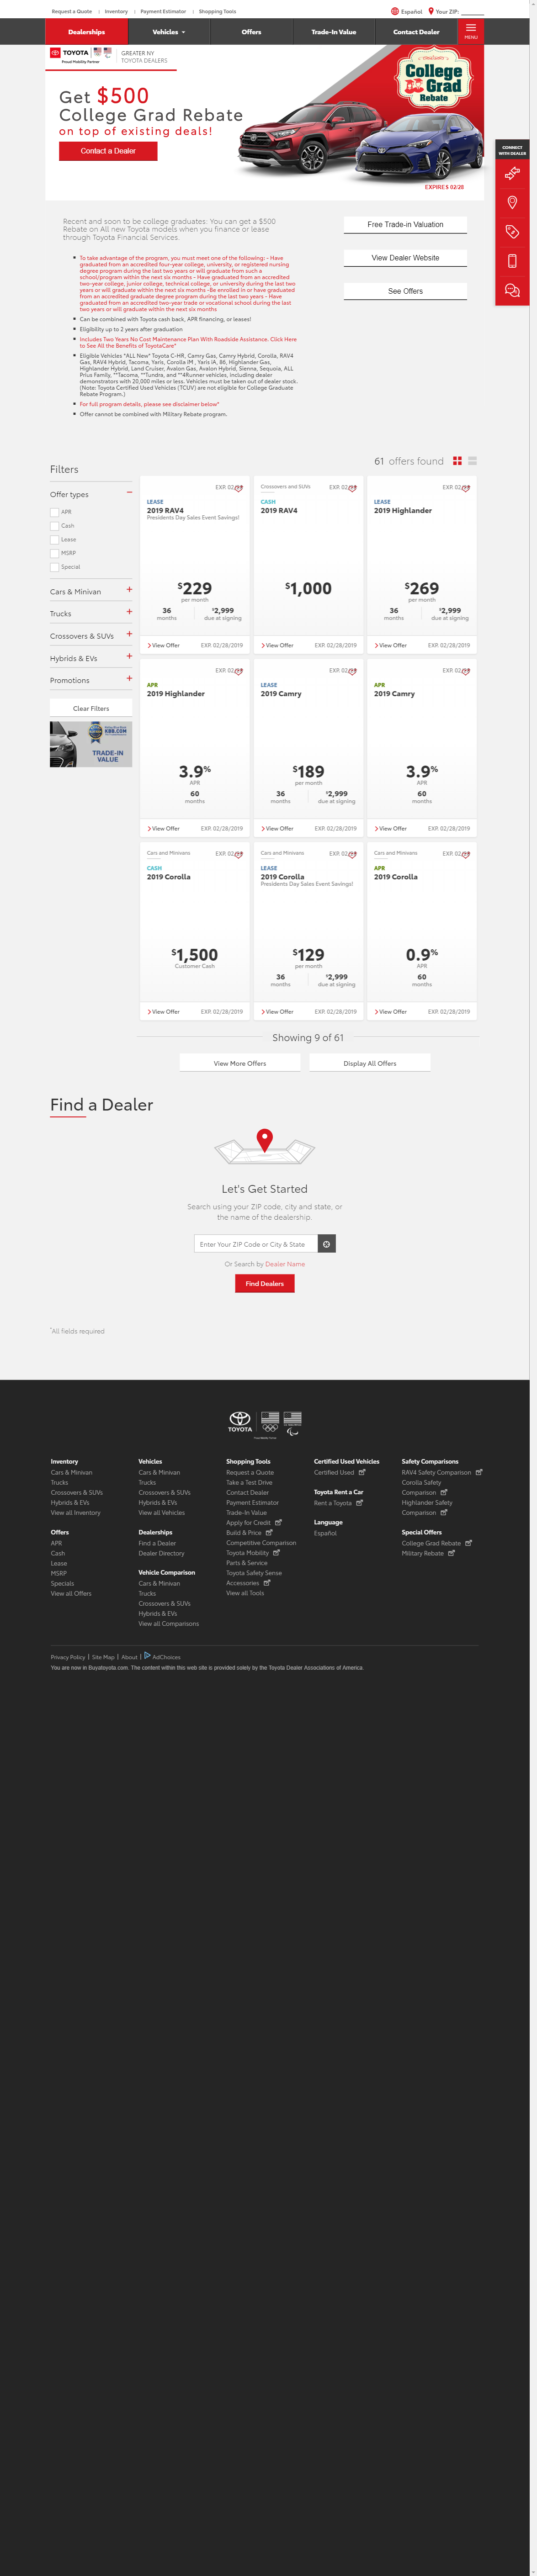 Request a Quote | Inventory | Payment Estimator | Shopping Tools
Español Your ZIP:
Dealerships Vehicles Offers Trade-In Value Contact Dealer MENU
TOYOTA
GREATER NY
TOYOTA DEALERS
Get $500
College Grad Rebate
on top of existing deals!
Contact a Dealer
College
Grad
Rebate
EXPIRES 02/28
CONNECT
WITH DEALER
Recent and soon to be college graduates: You can get a $500
Rebate on All new Toyota models when you finance or lease
through Toyota Financial Services.
Free Trade-in Valuation
View Dealer Website
See Offers
To take advantage of the program, you must meet one of the following: - Have
graduated from an accredited four-year college, university, or registered nursing
degree program during the last two years or will graduate from such a
school/program within the next six months - Have graduated from an accredited
two-year college, junior college, technical college, or university during the last two
years or will graduate within the next six months -Be enrolled in or have graduated
from an accredited graduate degree program during the last two years - Have
graduated from an accredited two-year trade or vocational school during the last
two years or will graduate within the next six months
Can be combined with Toyota cash back, APR financing, or leases!
Eligibility up to 2 years after graduation
Includes Two Years No Cost Maintenance Plan With Roadside Assistance. Click Here
to See All the Benefits of ToyotaCare*
Eligible Vehicles *ALL New* Toyota C-HR, Camry Gas, Camry Hybrid, Corolla, RAV4
Gas, RAV4 Hybrid, Tacoma, Yaris, Corolla iM , Yaris iA, 86, Highlander Gas,
Highlander Hybrid, Land Cruiser, Avalon Gas, Avalon Hybrid, Sienna, Sequoia, ALL
Prius Family, **Tacoma, **Tundra, and **4Runner vehicles, including dealer
demonstrators with 20,000 miles or less. Vehicles must be taken out of dealer stock.
(Note: Toyota Certified Used Vehicles (TCUV) are not eligible for College Graduate
Rebate Program.)
For full program details, please see disclaimer below*
Offer cannot be combined with Military Rebate program.
61 offers found
Filters
Offer types
APR
Cash
Lease
MSRP
Special
Cars & Minivan
Trucks
Crossovers & SUVs
Hybrids & EVs
Promotions
Clear Filters
KBB.COM
TRADE-IN
VALUE
EXP. 02/28
LEASE
2019 RAV4
Presidents Day Sales Event Savings!
$229
per month
36 $2,999
months due at signing
View Offer EXP. 02/28/2019
Crossovers and SUVs EXP. 02/28
CASH
2019 RAV4
$1,000
View Offer EXP. 02/28/2019
EXP. 02/28
LEASE
2019 Highlander
$269
per month
36 $2,999
months due at signing
View Offer EXP. 02/28/2019
EXP. 02/28
APR
2019 Highlander
3.9%
APR
60
months
View Offer EXP. 02/28/2019
EXP. 02/28
LEASE
2019 Camry
$189
per month
36 $2,999
months due at signing
View Offer EXP. 02/28/2019
EXP. 02/28
APR
2019 Camry
3.9%
APR
60
months
View Offer EXP. 02/28/2019
Cars and Minivans EXP. 02/28
CASH
2019 Corolla
$1,500
Customer Cash
View Offer EXP. 02/28/2019
Cars and Minivans EXP. 02/28
LEASE
2019 Corolla
Presidents Day Sales Event Savings!
$129
per month
36 $2,999
months due at signing
View Offer EXP. 02/28/2019
Cars and Minivans EXP. 02/28
APR
2019 Corolla
0.9%
APR
60
months
View Offer EXP. 02/28/2019
Showing 9 of 61
View More Offers Display All Offers
Find a Dealer
Let's Get Started
Search using your ZIP code, city and state, or
the name of the dealership.
Enter Your ZIP Code or City & State
Or Search by Dealer Name
Find Dealers
*All fields required
TOYOTA
Inventory
Cars & Minivan
Trucks
Crossovers & SUVs
Hybrids & EVs
View all Inventory
Offers
APR
Cash
Lease
MSRP
Specials
View all Offers
Vehicles
Cars & Minivan
Trucks
Crossovers & SUVs
Hybrids & EVs
View all Vehicles
Dealerships
Find a Dealer
Dealer Directory
Vehicle Comparison
Cars & Minivan
Trucks
Crossovers & SUVs
Hybrids & EVs
View all Comparisons
Shopping Tools
Request a Quote
Take a Test Drive
Contact Dealer
Payment Estimator
Trade-In Value
Apply for Credit
Build & Price
Competitive Comparison
Toyota Mobility
Parts & Service
Toyota Safety Sense
Accessories
View all Tools
Certified Used Vehicles
Certified Used
Toyota Rent a Car
Rent a Toyota
Language
Español
Safety Comparisons
RAV4 Safety Comparison
Corolla Safety
Comparison
Highlander Safety
Comparison
Special Offers
College Grad Rebate
Military Rebate
Privacy Policy | Site Map | About | AdChoices
You are now in Buyatoyota.com. The content within this web site is provided solely by the Toyota Dealer Associations of America.